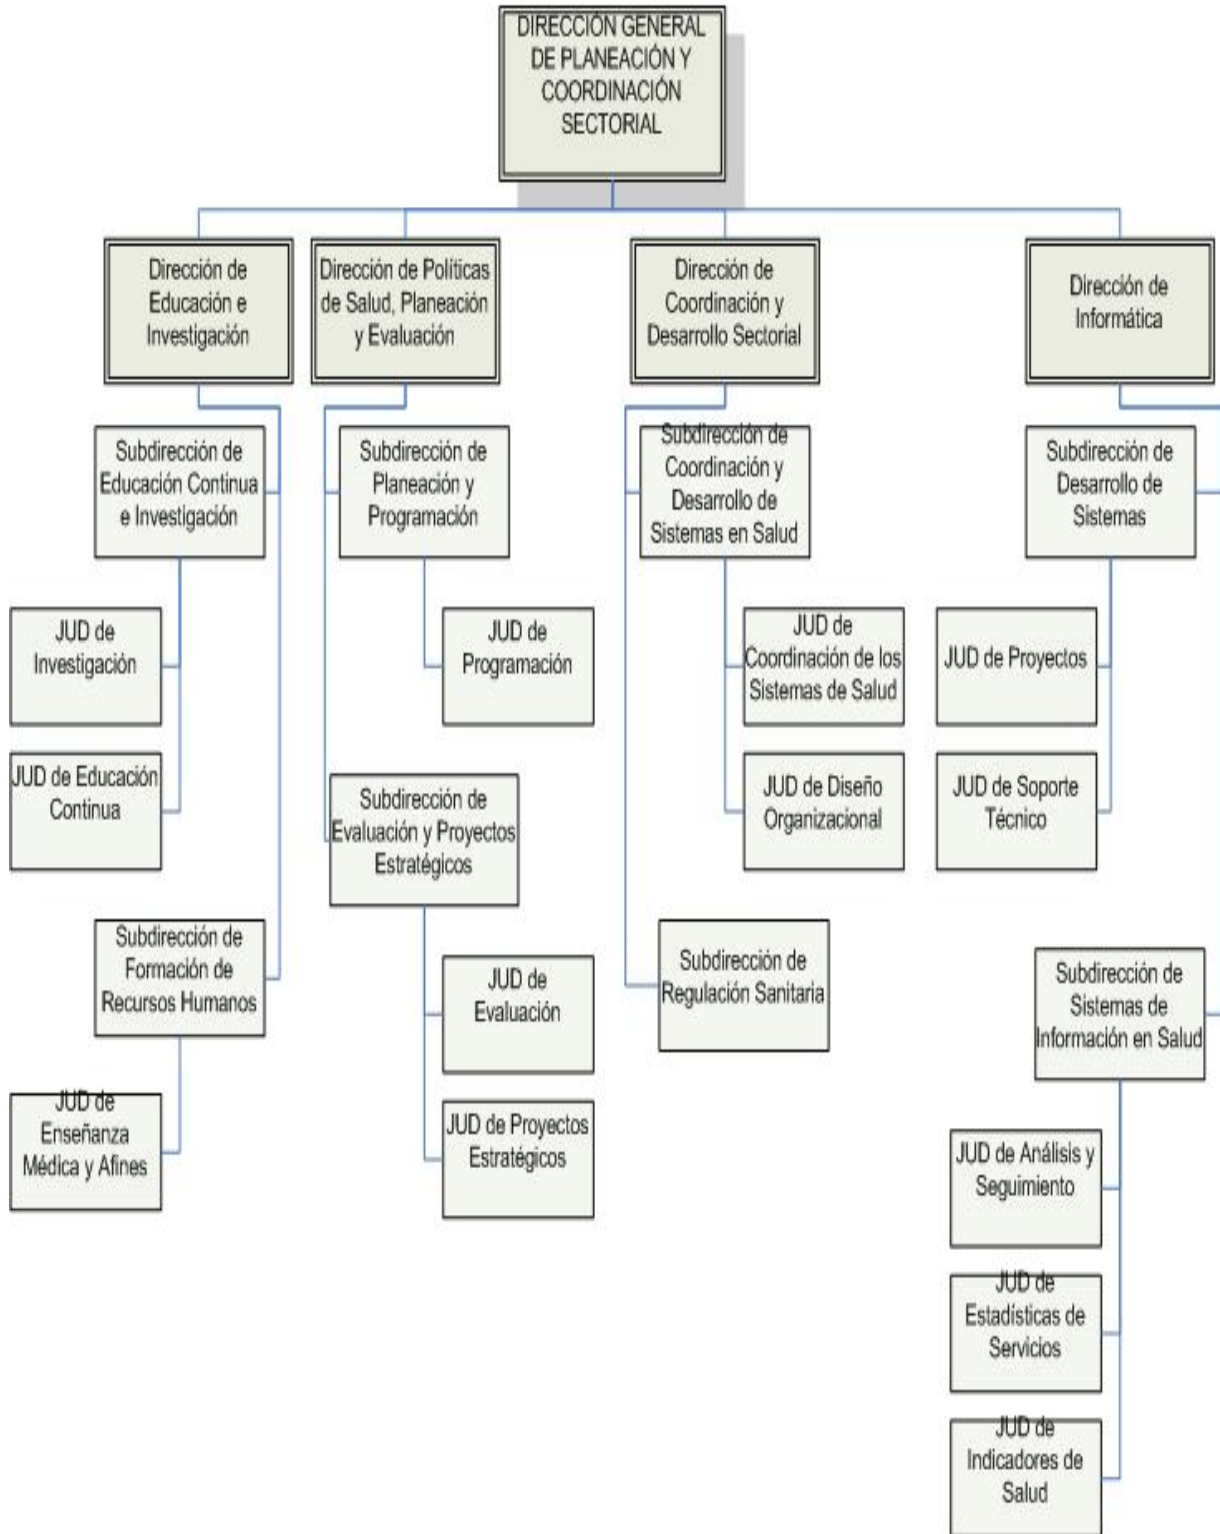 DIRECCIÓN GENERAL
DE PLANEACIÓN Y
COORDINACIÓN
SECTORIAL
Dirección de
Educación e
Investigación
Dirección de Políticas
de Salud, Planeación
y Evaluación
Dirección de
Coordinación y
Desarrollo Sectorial
Dirección de
Informática
Subdirección de
Educación Continua
e Investigación
Subdirección de
Planeación y
Programación
Subdirección de
Coordinación y
Desarrollo de
Sistemas en Salud
Subdirección de
Desarrollo de
Sistemas
JUD de
Investigación
JUD de
Programación
JUD de
Coordinación de los
Sistemas de Salud
JUD de Proyectos
JUD de Educación
Continua
Subdirección de
Evaluación y Proyectos
Estratégicos
JUD de Diseño
Organizacional
JUD de Soporte
Técnico
Subdirección de
Formación de
Recursos Humanos
JUD de
Evaluación
Subdirección de
Regulación Sanitaria
Subdirección de
Sistemas de
Información en Salud
JUD de
Enseñanza
Médica y Afines
JUD de Proyectos
Estratégicos
JUD de Análisis y
Seguimiento
JUD de
Estadísticas de
Servicios
JUD de
Indicadores de
Salud